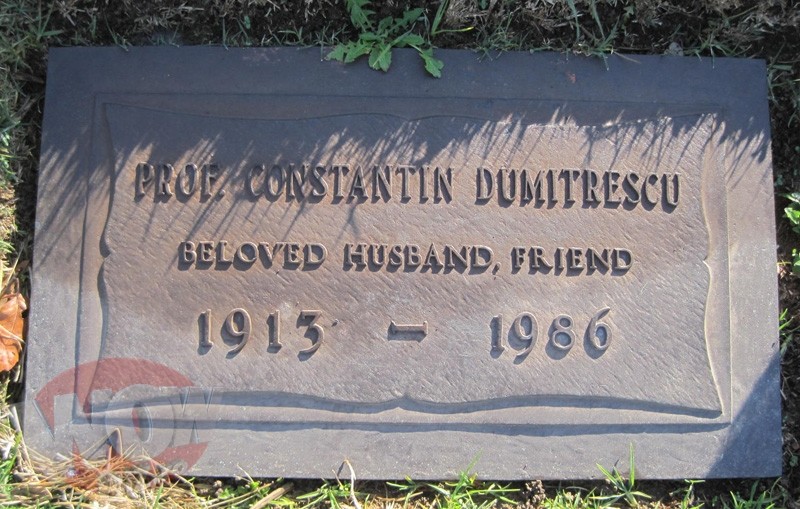 PROF. CONSTANTIN DUMITRESCU
BELOVED HUSBAND, FRIEND
1913 – 1986